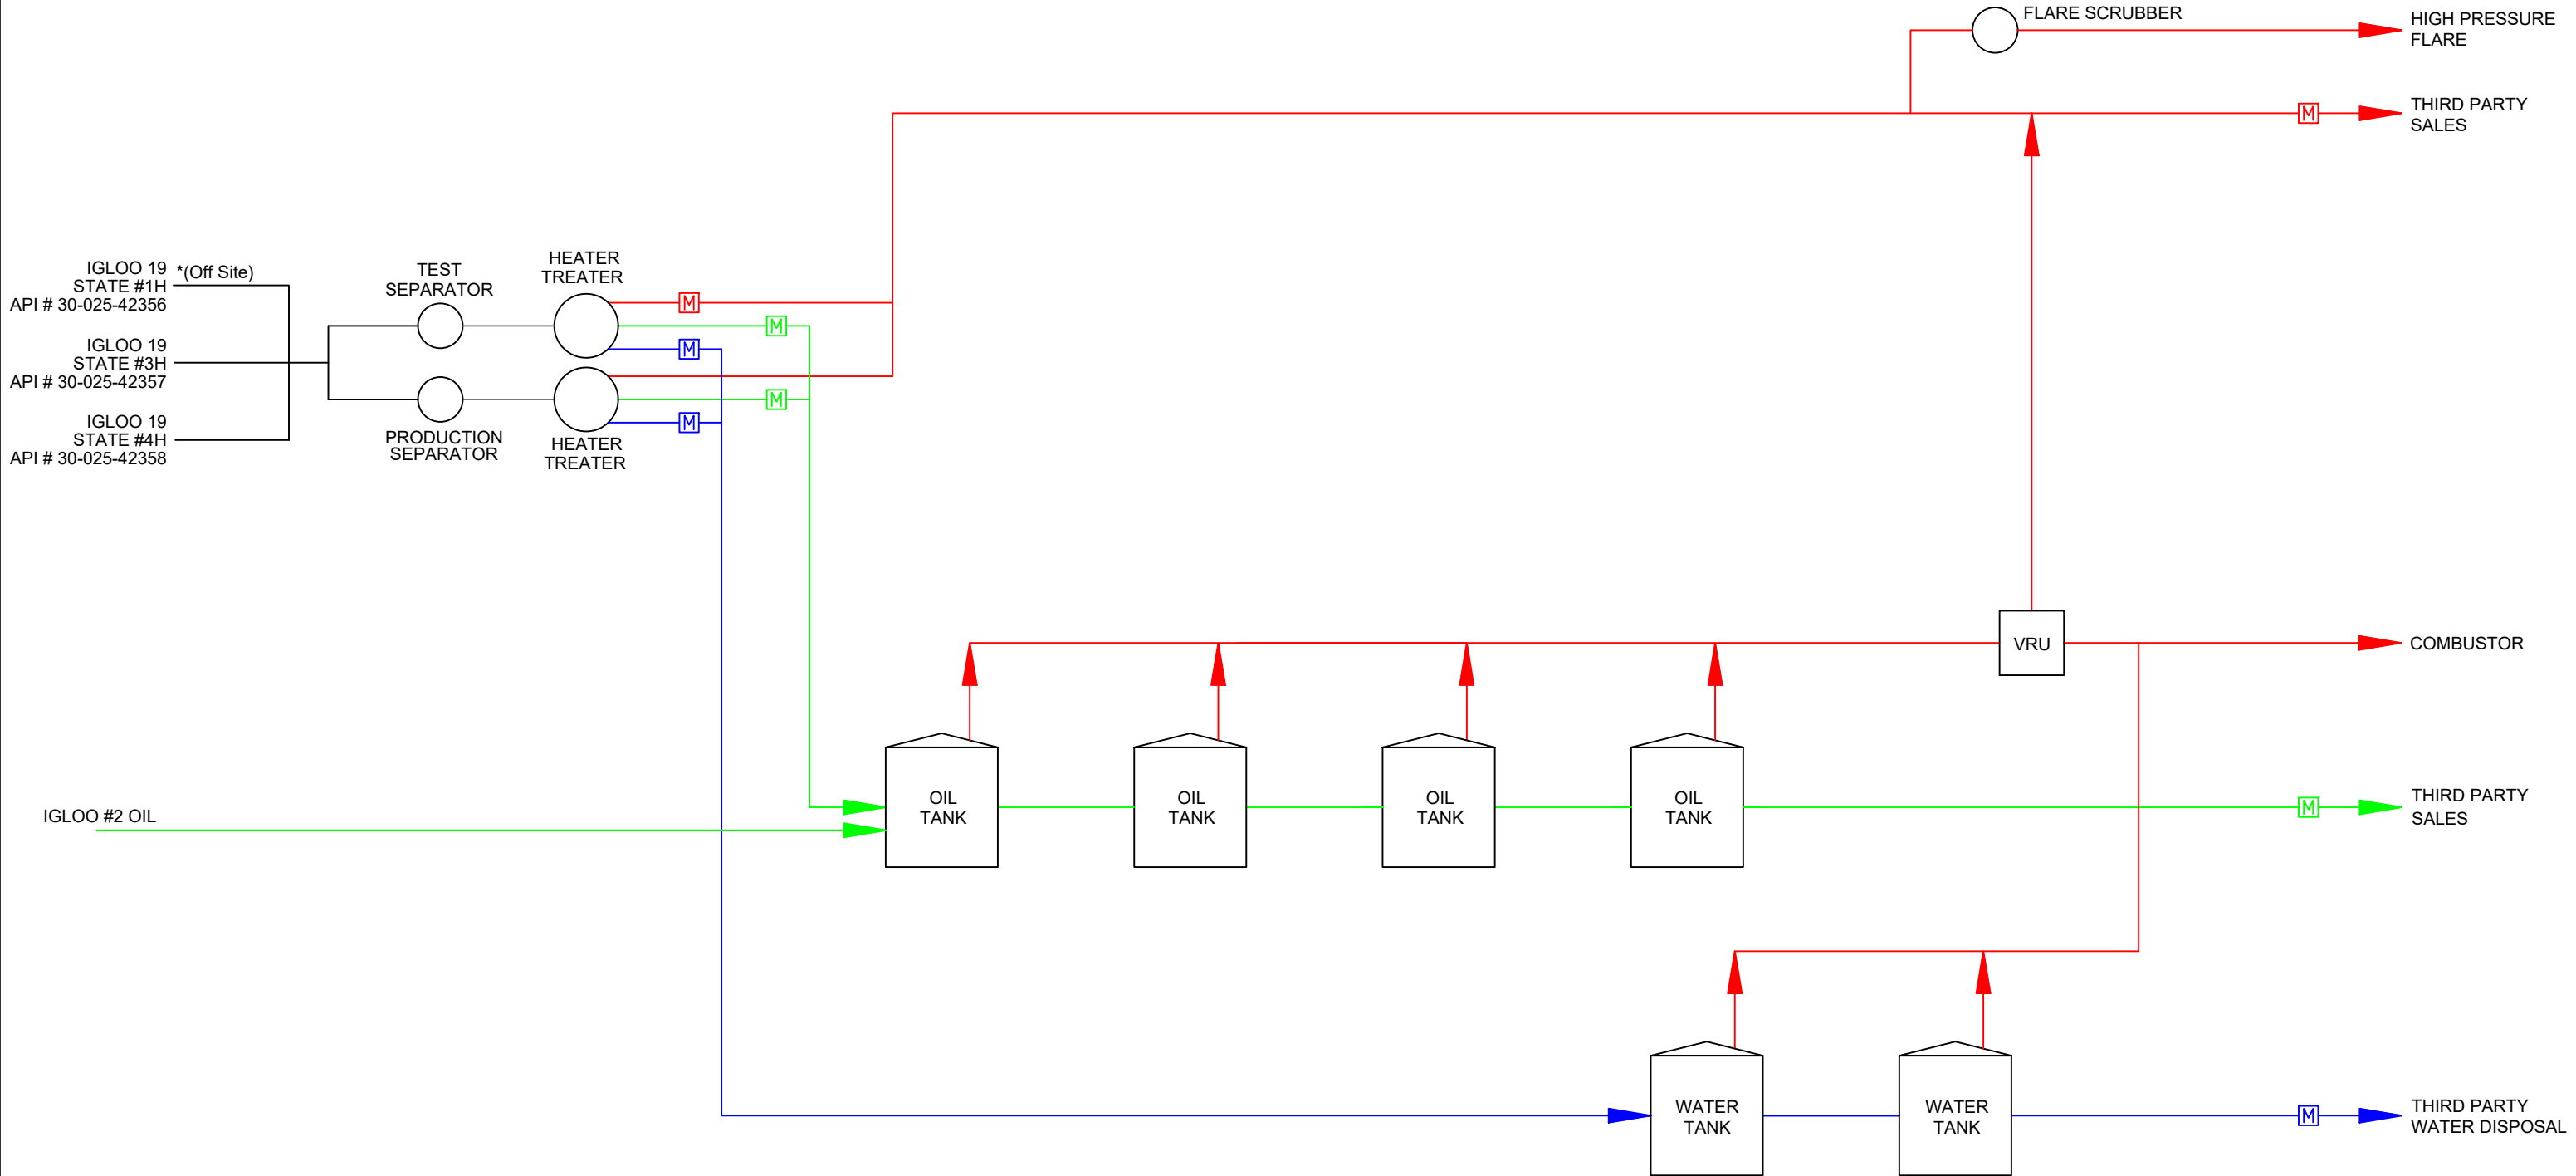 FLARE SCRUBBER
HIGH PRESSURE
FLARE
THIRD PARTY
SALES
M
IGLOO 19
STATE #1H
API # 30-025-42356
*(Off Site)
IGLOO 19
STATE #3H
API # 30-025-42357
IGLOO 19
STATE #4H
API # 30-025-42358
TEST
SEPARATOR
HEATER
TREATER
M
M
M
PRODUCTION
SEPARATOR
HEATER
TREATER
M
M
VRU
COMBUSTOR
IGLOO #2 OIL
OIL
TANK
OIL
TANK
OIL
TANK
OIL
TANK
M
THIRD PARTY
SALES
WATER
TANK
WATER
TANK
M
THIRD PARTY
WATER DISPOSAL